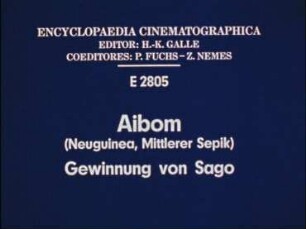 ENCYCLOPAEDIA CINEMATOGRAPHICA
EDITOR: H.-K. GALLE
COEDITORES: P. FUCHS – Z. NEMES
E 2805
Aibom
(Neuguinea, Mittlerer Sepik)
Gewinnung von Sago